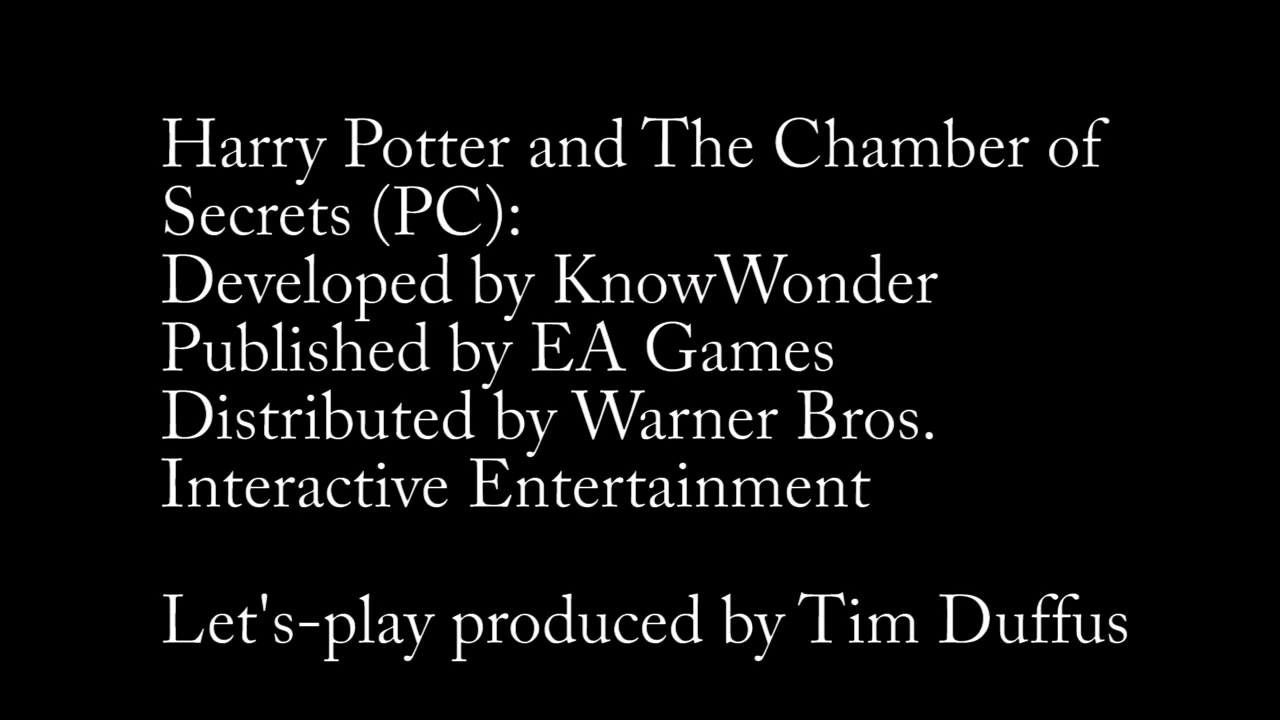 Harry Potter and The Chamber of
Secrets (PC):
Developed by KnowWonder
Published by EA Games
Distributed by Warner Bros.
Interactive Entertainment
Let's-play produced by Tim Duffus